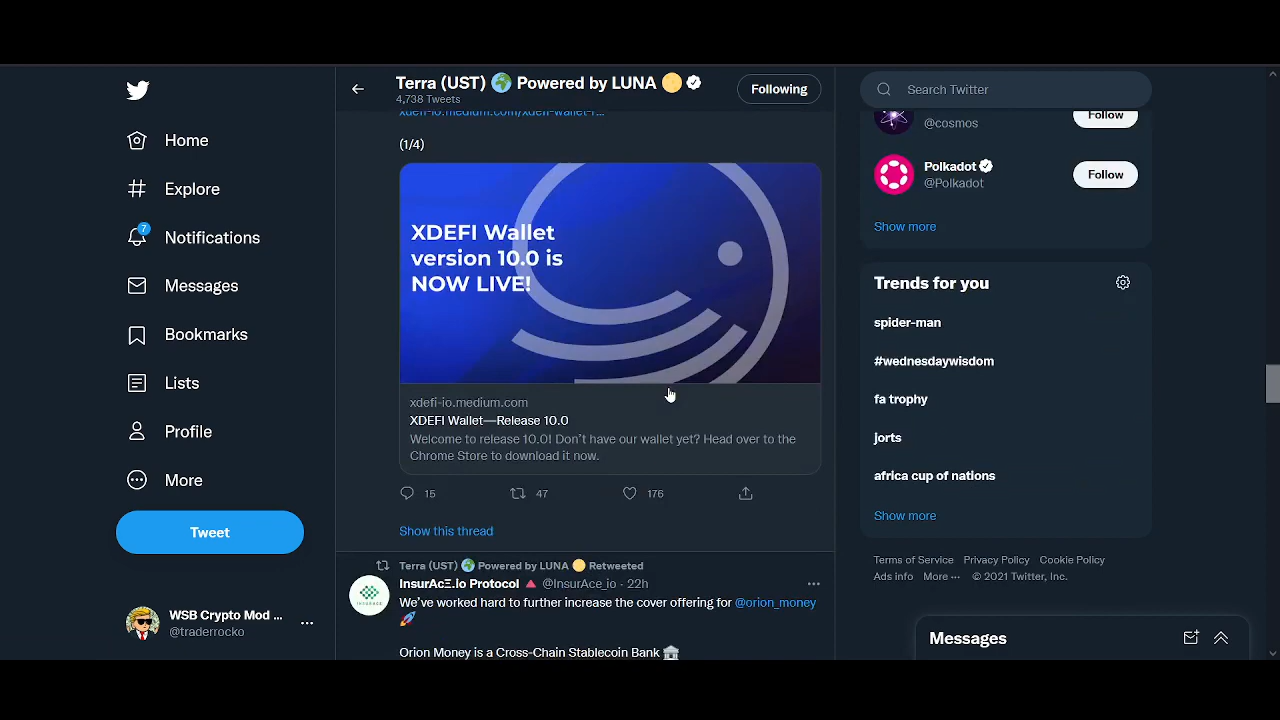 Home
Explore
7
Notifications
Messages
Bookmarks
Lists
Profile
More
Tweet
WSB Crypto Mod ...
@traderrocko
Terra (UST) 🌍 Powered by LUNA 🌕
4,738 Tweets
Following
xdefi-io.medium.com/xdefi-wallet-r...
(1/4)
XDEFI Wallet
version 10.0 is
NOW LIVE!
xdefi-io.medium.com
XDEFI Wallet—Release 10.0
Welcome to release 10.0! Don't have our wallet yet? Head over to the
Chrome Store to download it now.
15
47
176
Show this thread
Terra (UST) 🌍 Powered by LUNA 🌕 Retweeted
InsurAcΞ.io Protocol 🔺 @InsurAce_io · 22h
We've worked hard to further increase the cover offering for @orion_money
🚀
Orion Money is a Cross-Chain Stablecoin Bank 🏦
Search Twitter
@cosmos
Follow
Polkadot
@Polkadot
Follow
Show more
Trends for you
spider-man
#wednesdaywisdom
fa trophy
jorts
africa cup of nations
Show more
Terms of Service Privacy Policy Cookie Policy
Ads info More ··· © 2021 Twitter, Inc.
Messages